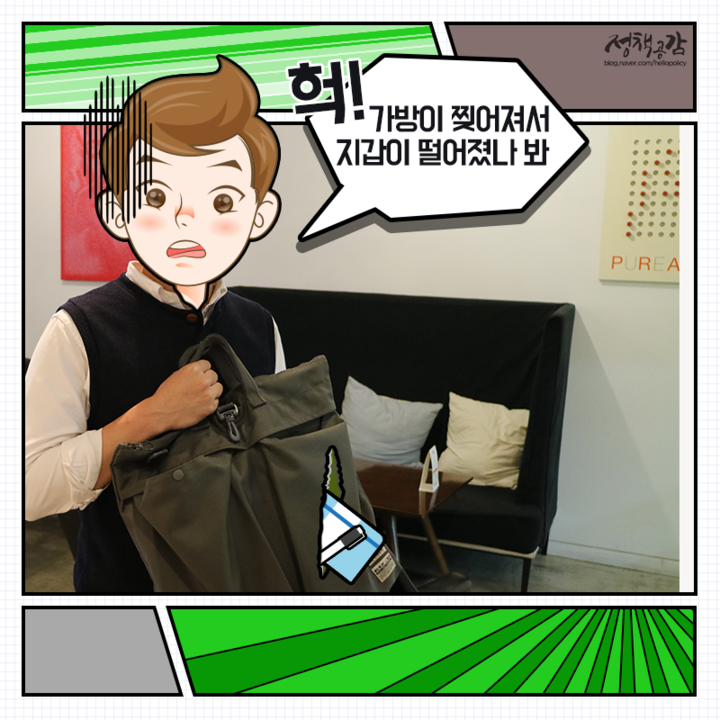 정책공감
blog.naver.com/hellopolicy
헉!
가방이 찢어져서
지갑이 떨어졌나 봐
PUREA